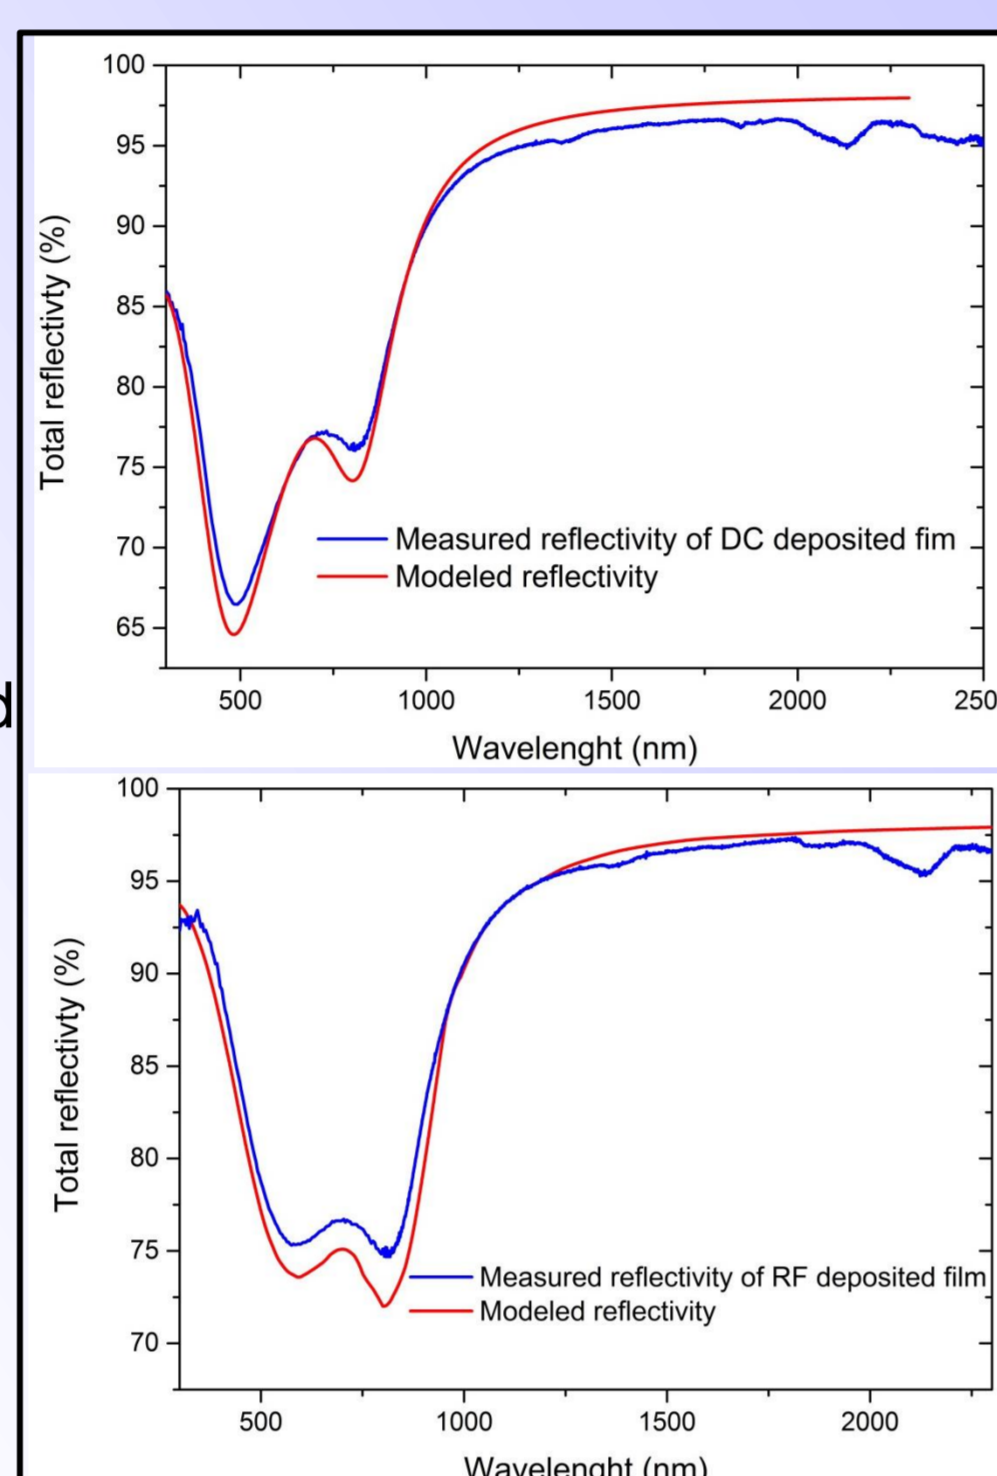 100
95
90
85
80
75
70
65
Total reflectivty (%)
Measured reflectivity of DC deposited fim
Modeled reflectivity
500 1000 1500 2000 250
Wavelenght (nm)
d
100
95
90
85
80
75
70
Total reflectivty (%)
Measured reflectivity of RF deposited film
Modeled reflectivity
500 1000 1500 2000
Wavelenght (nm)